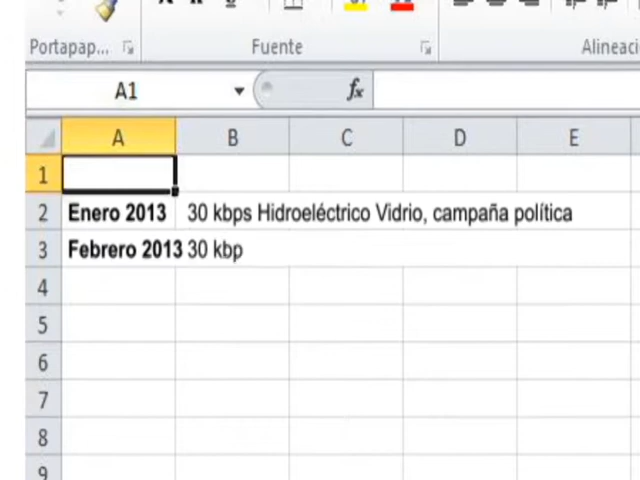 Portapap... Fuente Alineaci
A1 fx
A B C D E
1
2 Enero 2013 30 kbps Hidroeléctrico Vidrio, campaña política
3 Febrero 2013 30 kbp
4
5
6
7
8
9